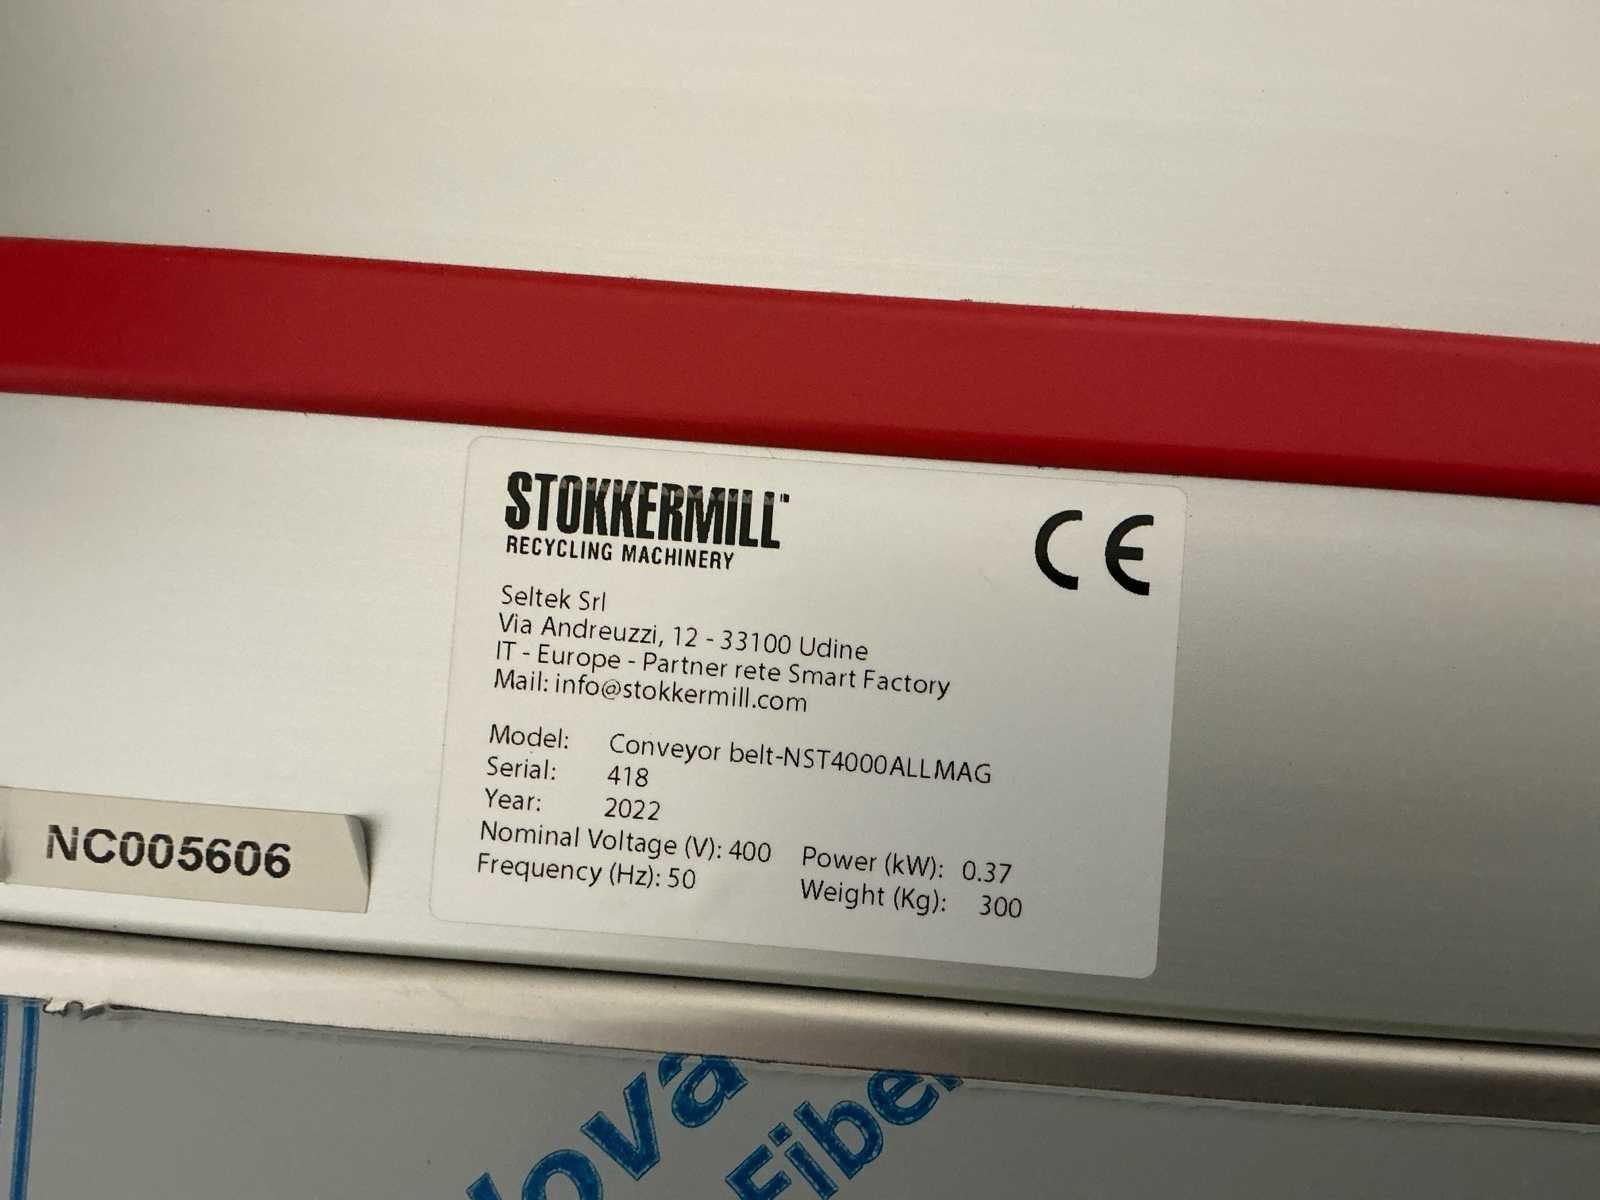 STOKKERMILL
RECYCLING MACHINERY
CE
Seltek Srl
Via Andreuzzi, 12 - 33100 Udine
IT - Europe - Partner rete Smart Factory
Mail: info@stokkermill.com
Model: Conveyor belt-NST4000ALLMAG
Serial: 418
Year: 2022
Nominal Voltage (V): 400 Power (kW): 0.37
Frequency (Hz): 50 Weight (Kg): 300
NC005606
ova
Fiber